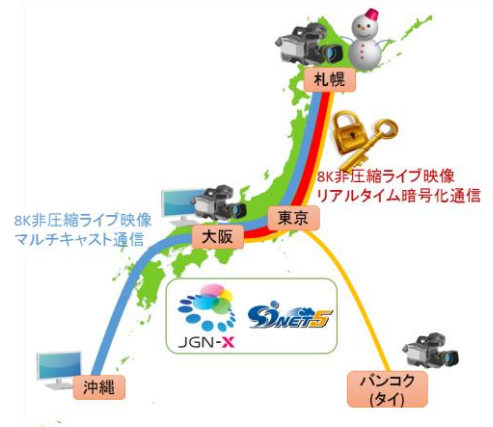 札幌
8K非圧縮ライブ映像
リアルタイム暗号化通信
8K非圧縮ライブ映像
マルチキャスト通信
東京
大阪
JGN-X
SINET5
沖縄
バンコク
(タイ)